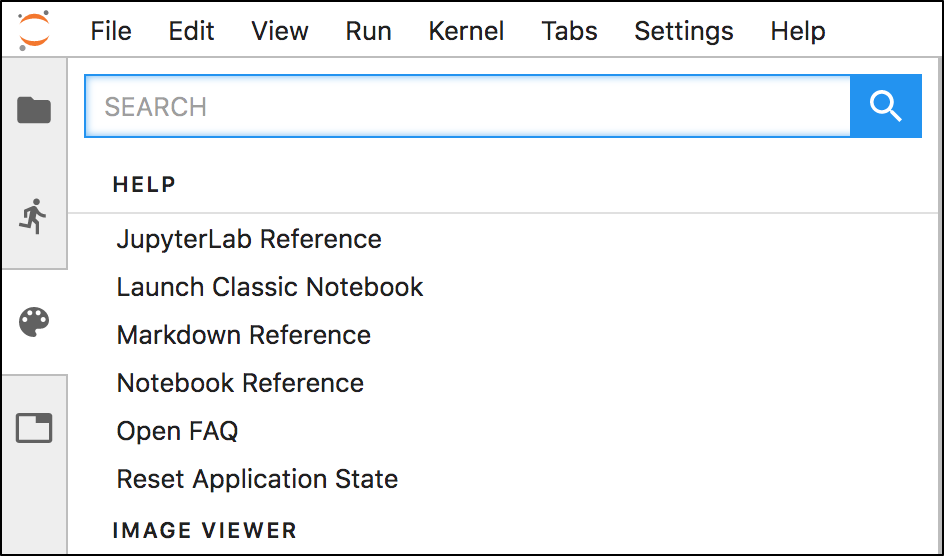 File Edit View Run Kernel Tabs Settings Help
SEARCH
HELP
JupyterLab Reference
Launch Classic Notebook
Markdown Reference
Notebook Reference
Open FAQ
Reset Application State
IMAGE VIEWER